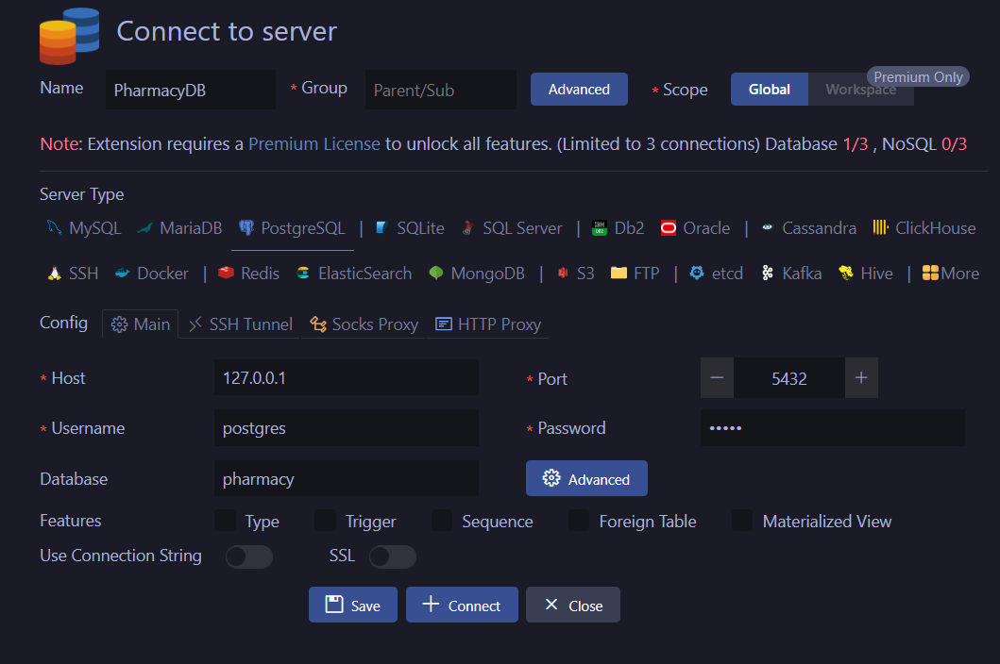 Connect to server
Name PharmacyDB * Group Parent/Sub Advanced * Scope Global Workspace Premium Only
Note: Extension requires a Premium License to unlock all features. (Limited to 3 connections) Database 1/3 , NoSQL 0/3
Server Type
MySQL MariaDB PostgreSQL | SQLite SQL Server | Db2 Oracle | Cassandra ClickHouse
SSH Docker | Redis ElasticSearch MongoDB | S3 FTP | etcd Kafka Hive | More
Config Main SSH Tunnel Socks Proxy HTTP Proxy
* Host 127.0.0.1 * Port − 5432 +
* Username postgres * Password •••••
Database pharmacy Advanced
Features Type Trigger Sequence Foreign Table Materialized View
Use Connection String SSL
Save Connect Close